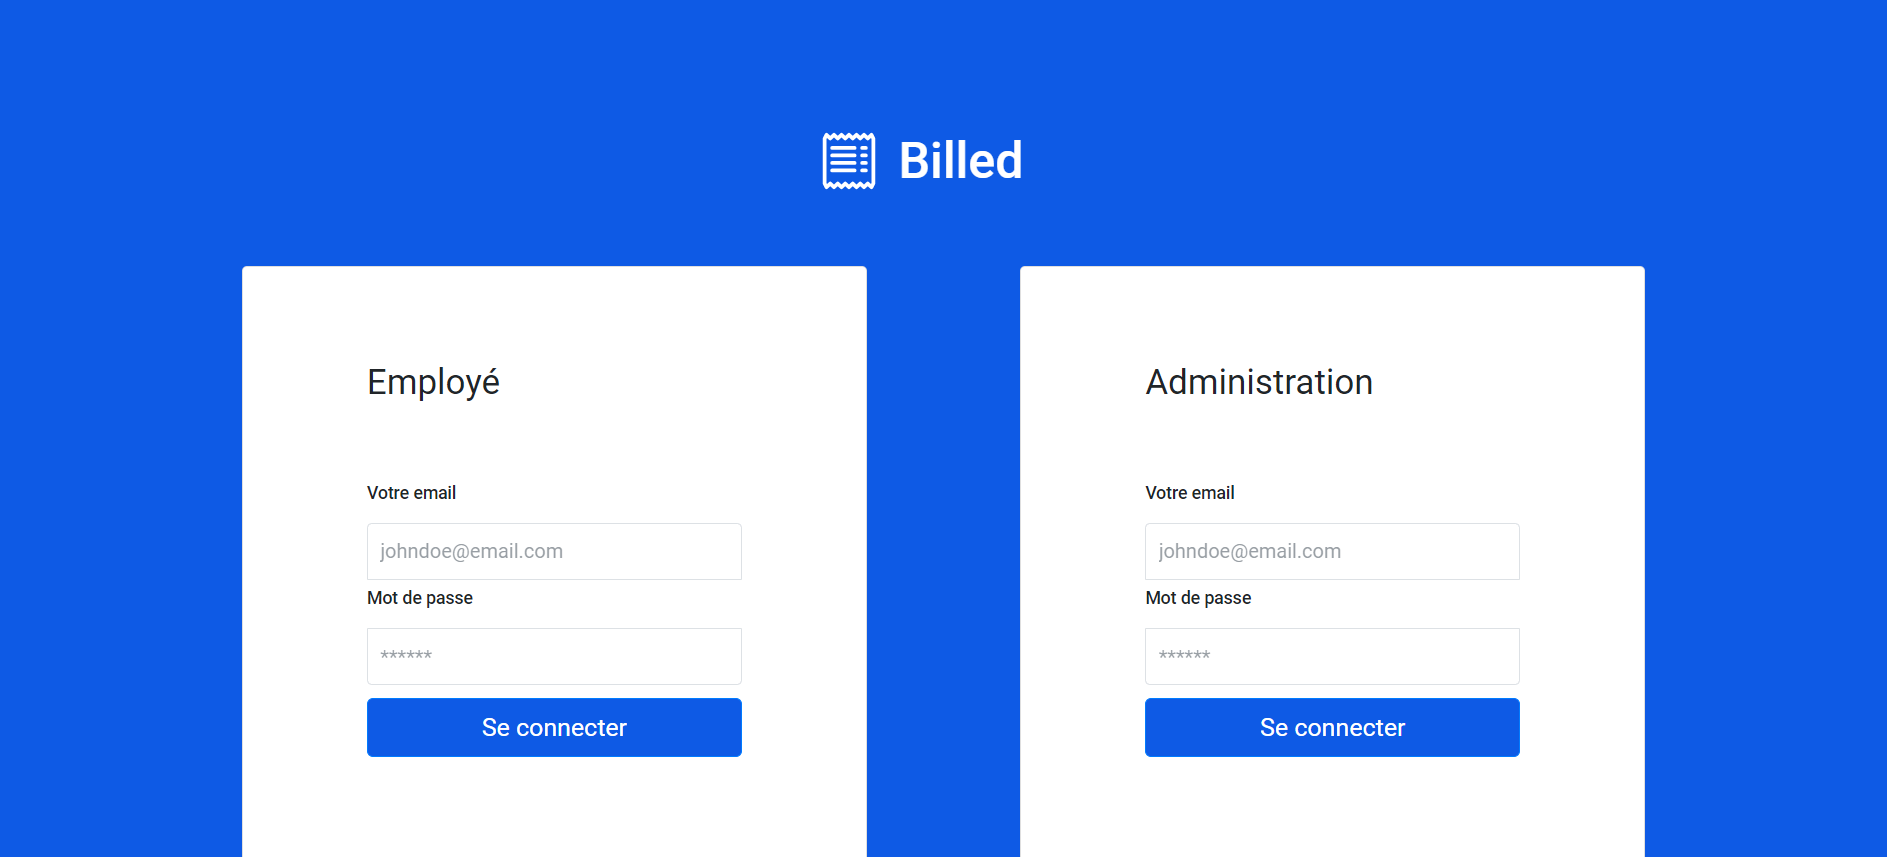 Billed
Employé
Votre email
johndoe@email.com
Mot de passe
******
Se connecter
Administration
Votre email
johndoe@email.com
Mot de passe
******
Se connecter